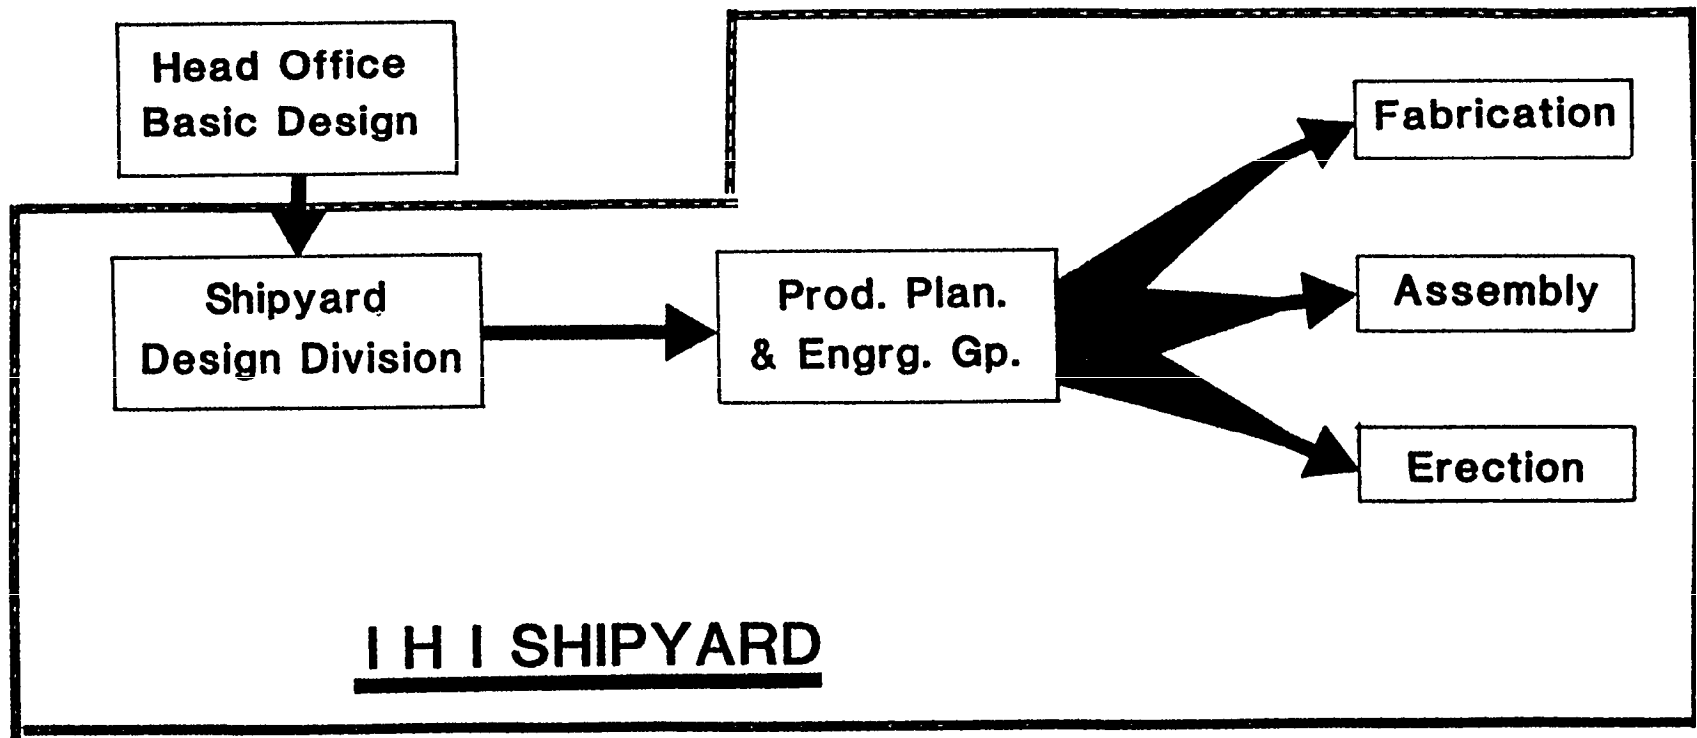 Head Office
Basic Design
Shipyard
Design Division
Prod. Plan.
& Engrg. Gp.
Fabrication
Assembly
Erection
I H I SHIPYARD